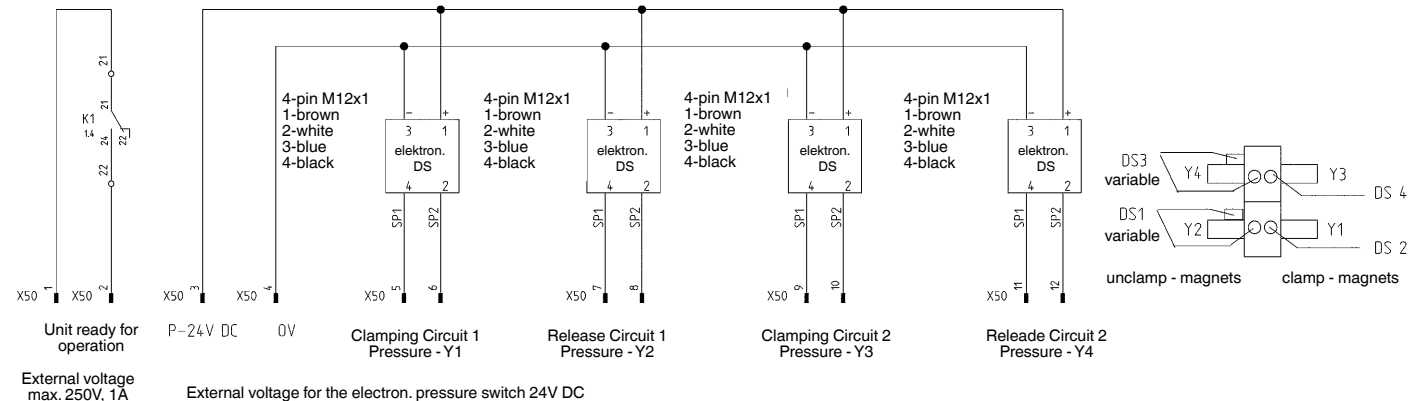 21
21
K1
1.4
24
22
22
4-pin M12x1
1-brown
2-white
3-blue
4-black
- +
3 1
elektron.
DS
4 2
SP1
SP2
4-pin M12x1
1-brown
2-white
3-blue
4-black
- +
3 1
elektron.
DS
4 2
SP1
SP2
4-pin M12x1
1-brown
2-white
3-blue
4-black
- +
3 1
elektron.
DS
4 2
SP1
SP2
4-pin M12x1
1-brown
2-white
3-blue
4-black
- +
3 1
elektron.
DS
4 2
SP1
SP2
DS3
variable
Y4
Y3
DS 4
DS1
variable
Y2
Y1
DS 2
unclamp - magnets
clamp - magnets
X50 1
X50 2
X50 3
X50 4
X50 5
6
X50 7
8
X50 9
10
X50 11
12
Unit ready for
operation
P-24V DC
0V
Clamping Circuit 1
Pressure - Y1
Release Circuit 1
Pressure - Y2
Clamping Circuit 2
Pressure - Y3
Releade Circuit 2
Pressure - Y4
External voltage
max. 250V, 1A
External voltage for the electron. pressure switch 24V DC